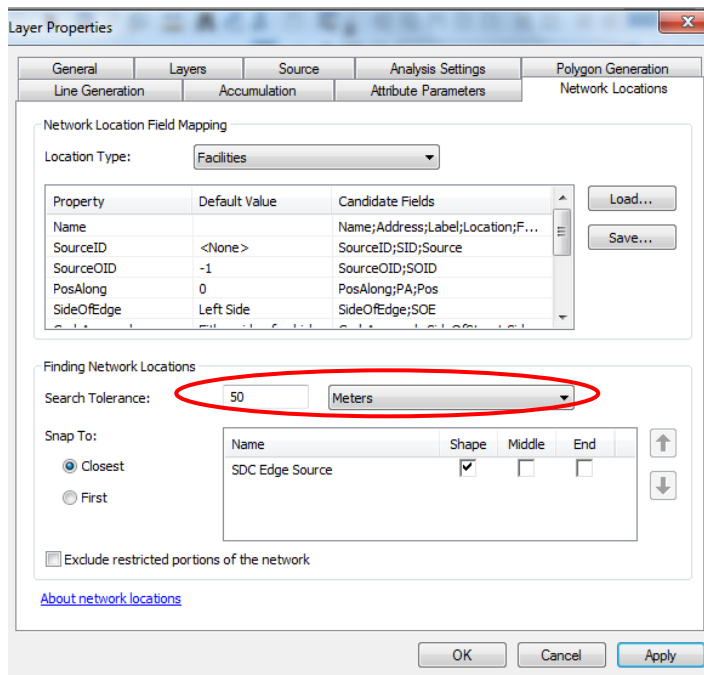 Layer Properties
General Layers Source Analysis Settings Polygon Generation
Line Generation Accumulation Attribute Parameters Network Locations
Network Location Field Mapping
Location Type: Facilities
Property Default Value Candidate Fields
Name Name;Address;Label;Location;F...
SourceID <None> SourceID;SID;Source
SourceOID -1 SourceOID;SOID
PosAlong 0 PosAlong;PA;Pos
SideOfEdge Left Side SideOfEdge;SOE
Load...
Save...
Finding Network Locations
Search Tolerance: 50 Meters
Snap To:
Closest
First
Name Shape Middle End
SDC Edge Source
Exclude restricted portions of the network
About network locations
OK Cancel Apply